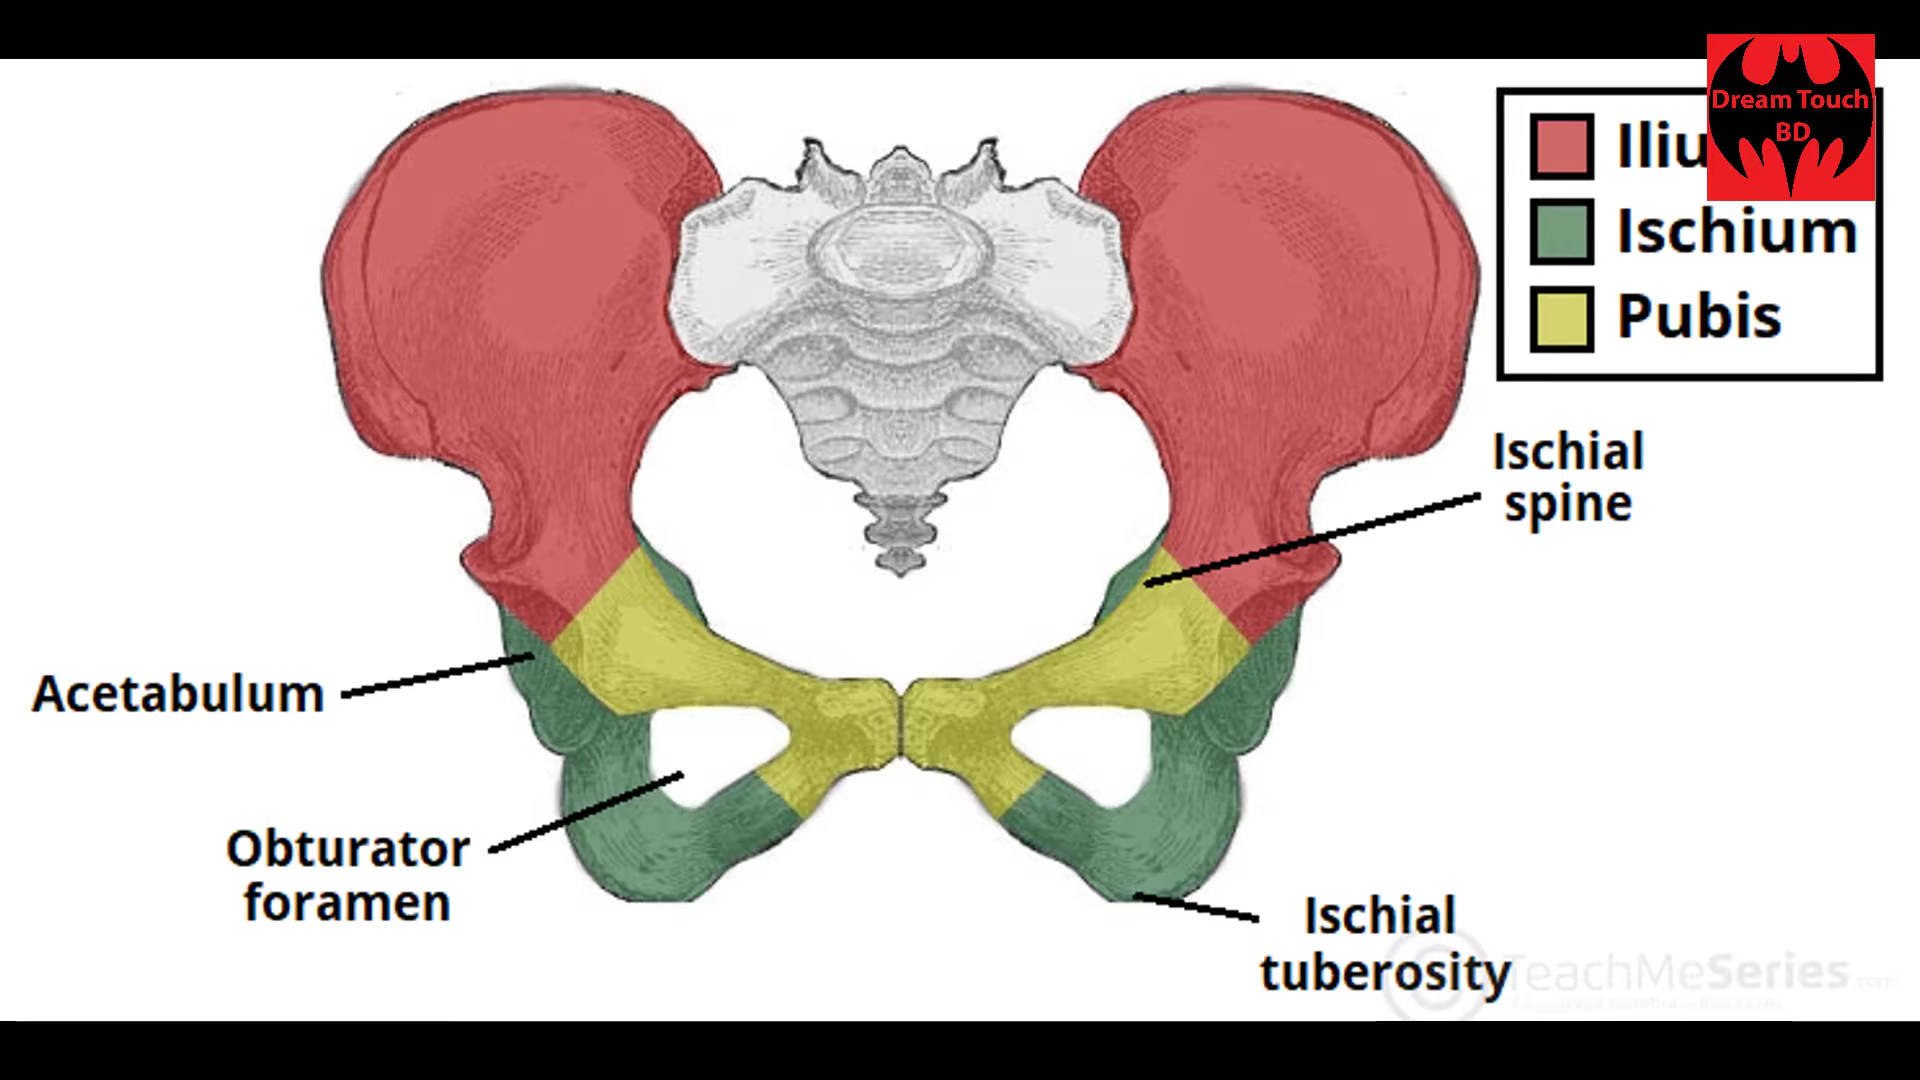 Dream Touch
BD
Iliu
Ischium
Pubis
Ischial
spine
Acetabulum
Obturator
foramen
Ischial
tuberosity
TeachMeSeries